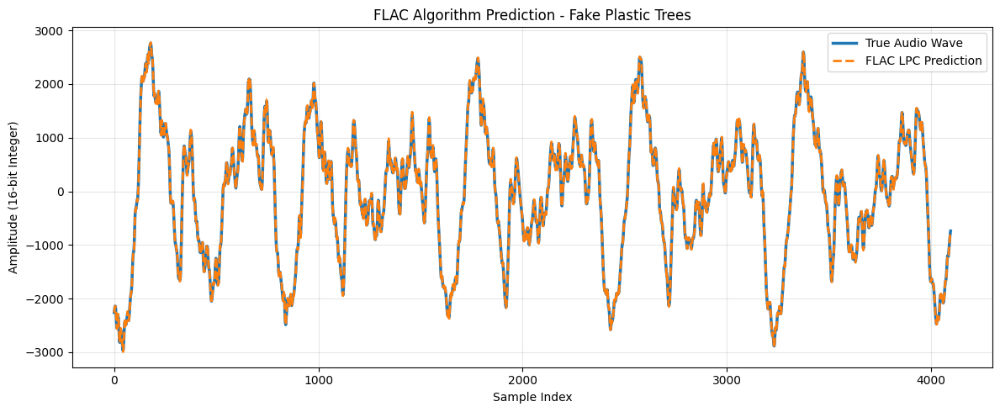 FLAC Algorithm Prediction - Fake Plastic Trees
True Audio Wave
FLAC LPC Prediction
Amplitude (16-bit Integer)
3000
2000
1000
0
−1000
−2000
−3000
0
1000
2000
3000
4000
Sample Index